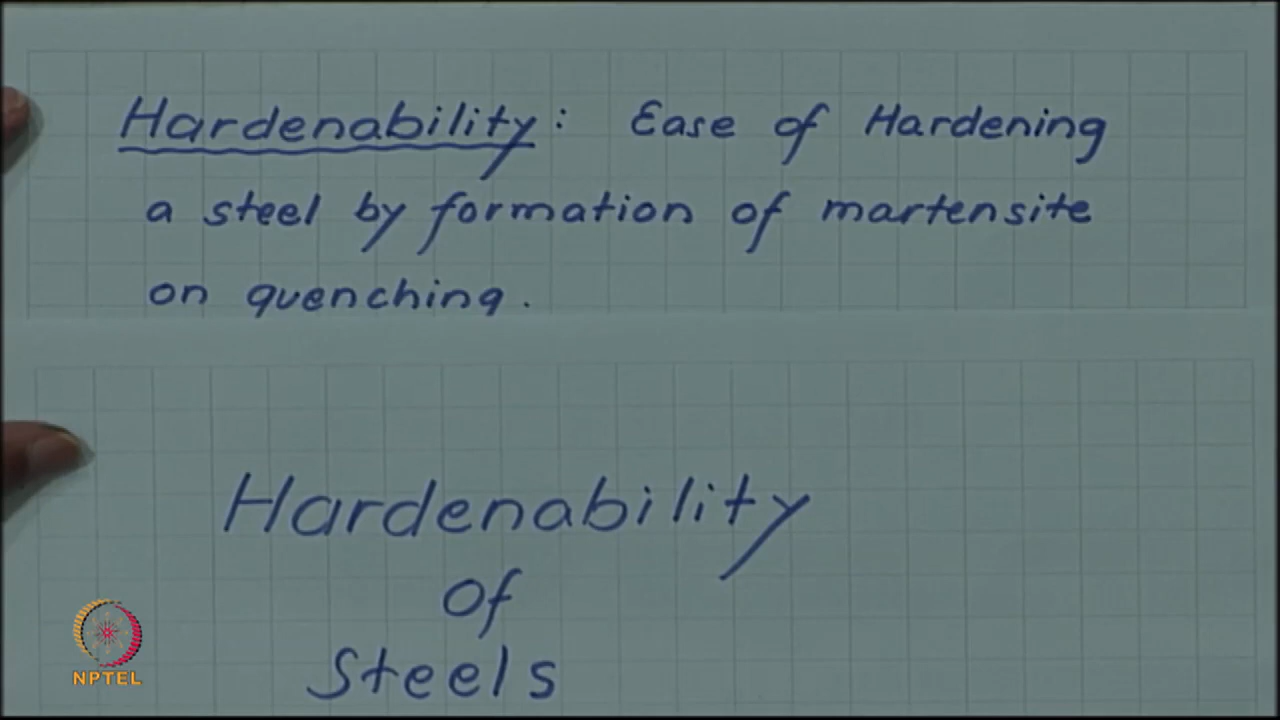 Hardenability: Ease of Hardening
a steel by formation of martensite
on quenching.
Hardenability
of
Steels
NPTEL